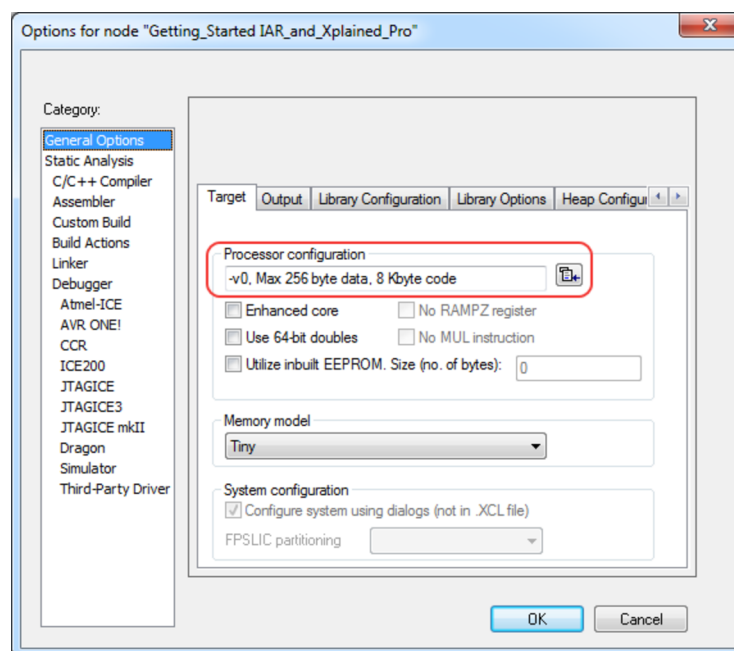 Options for node "Getting_Started IAR_and_Xplained_Pro"
Category:
General Options
Static Analysis
C/C++ Compiler
Assembler
Custom Build
Build Actions
Linker
Debugger
Atmel-ICE
AVR ONE!
CCR
ICE200
JTAGICE
JTAGICE3
JTAGICE mkII
Dragon
Simulator
Third-Party Driver
Target Output Library Configuration Library Options Heap Configur
Processor configuration
-v0, Max 256 byte data, 8 Kbyte code
Enhanced core No RAMPZ register
Use 64-bit doubles No MUL instruction
Utilize inbuilt EEPROM. Size (no. of bytes): 0
Memory model
Tiny
System configuration
Configure system using dialogs (not in .XCL file)
FPSLIC partitioning
OK Cancel